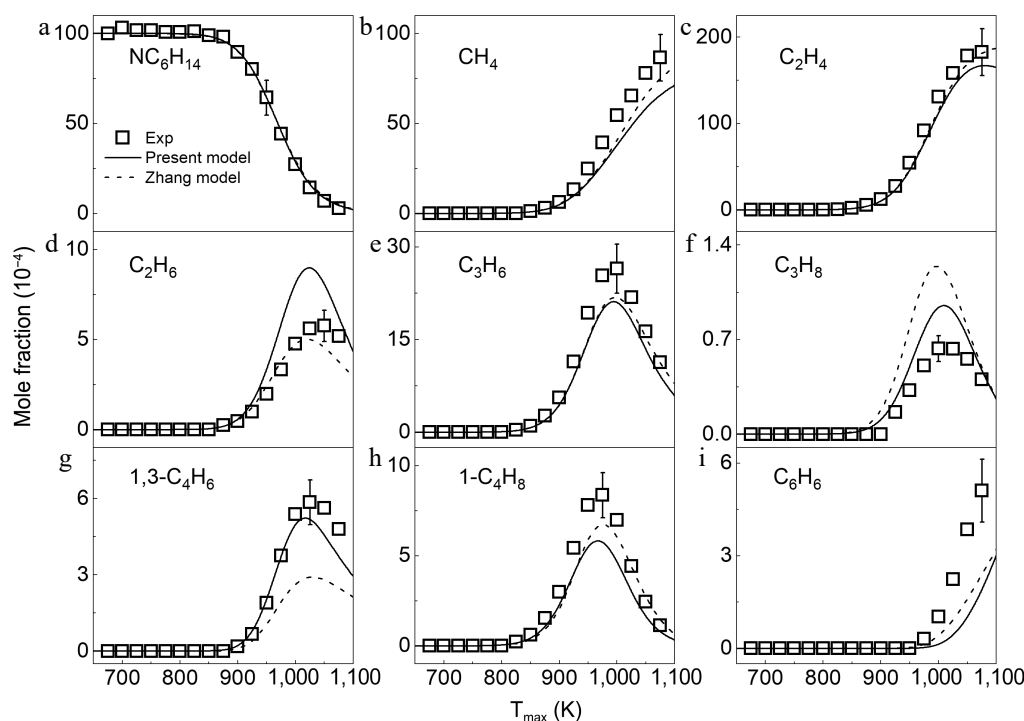 a
100
50
0
NC₆H₁₄
Exp
Present model
Zhang model
b
100
50
0
CH₄
c
200
100
0
C₂H₄
d
10
5
0
C₂H₆
e
30
15
0
C₃H₆
f
1.4
0.7
0.0
C₃H₈
g
6
3
0
1,3-C₄H₆
h
10
5
0
1-C₄H₈
i
6
3
0
C₆H₆
700 800 900 1,000 1,100
700 800 900 1,000 1,100
700 800 900 1,000 1,100
Mole fraction (10⁻⁴)
Tmax (K)